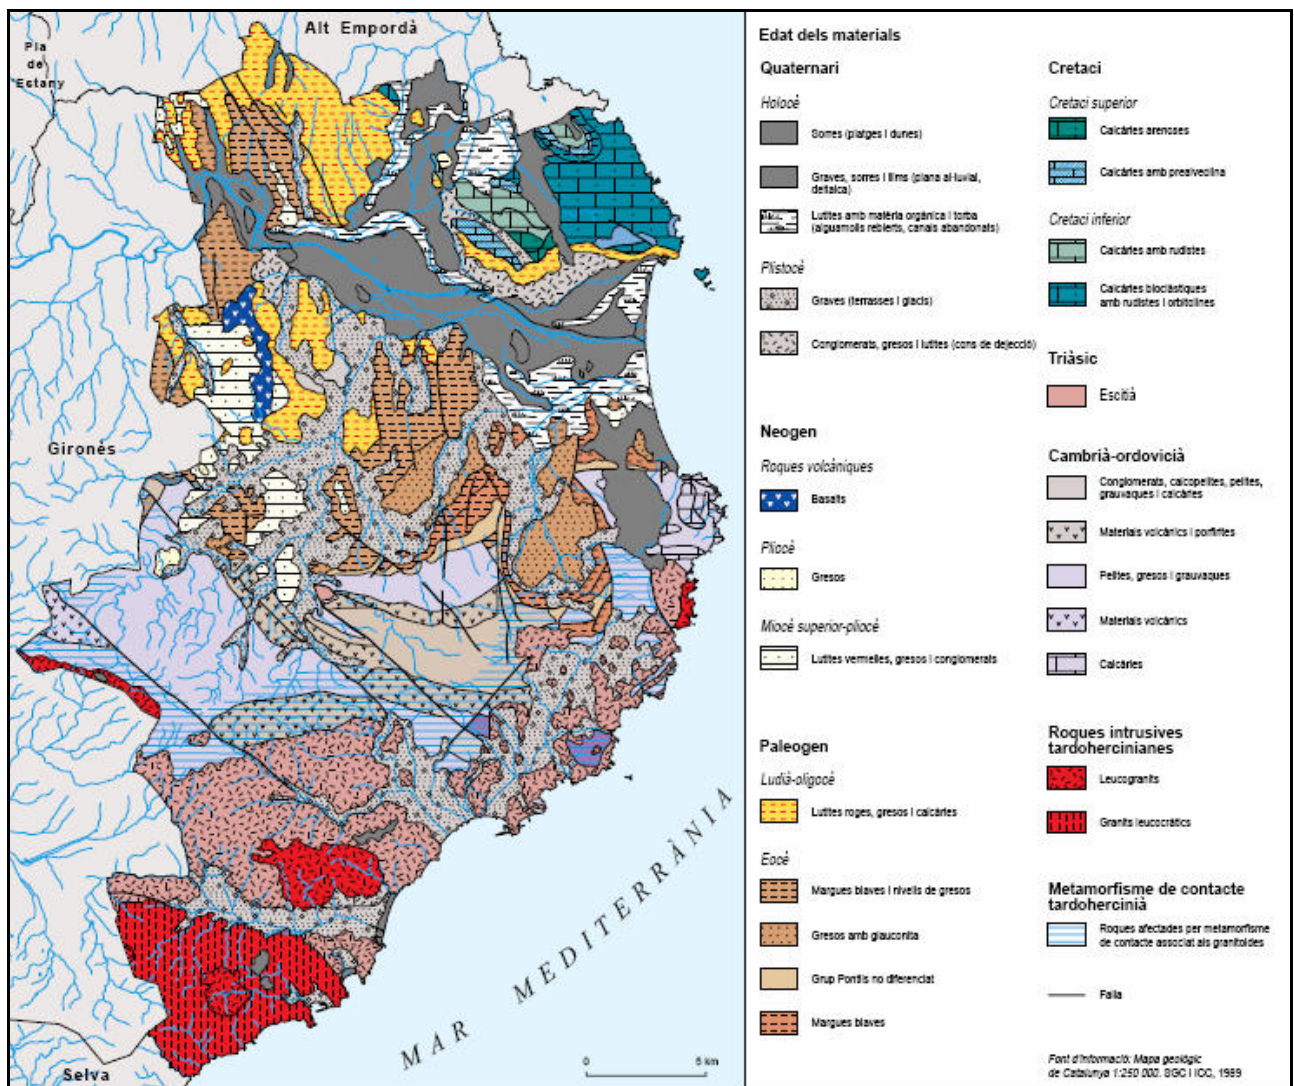 Alt Empordà
Pla
de
Estany
Gironès
Selva
MAR MEDITERRÀNIA
0
5 km
Edat dels materials
Quaternari
Holocè
Sorres (platges i dunes)
Graves, sorres i llims (plana al·luvial,
deltaica)
Lutites amb matèria orgànica i torba
(aiguamolls reblerts, canals abandonats)
Plistocè
Graves (terrasses i glacis)
Conglomerats, gresos i lutites (cons de dejecció)
Neogen
Roques volcàniques
Basalts
Pliocè
Gresos
Miocè superior-pliocè
Lutites vermelles, gresos i conglomerats
Paleogen
Ludià-oligocè
Lutites roges, gresos i calcàries
Eocè
Margues blaves i nivells de gresos
Gresos amb glauconita
Grup Pontils no diferenciat
Margues blaves
Cretaci
Cretaci superior
Calcàries arenoses
Calcàries amb prealveolina
Cretaci inferior
Calcàries amb rudistes
Calcàries bioclàstiques
amb rudistes i orbitolines
Triàsic
Escitià
Cambrià-ordovicià
Conglomerats, calcopelites, pelites,
grauvaques i calcàries
Materials volcànics i porfirites
Pelites, gresos i grauvaques
Materials volcànics
Calcàries
Roques intrusives
tardohercinianes
Leucogranits
Granits leucocràtics
Metamorfisme de contacte
tardohercinià
Roques afectades per metamorfisme
de contacte associat als granitoides
Falla
Font d'informació: Mapa geològic
de Catalunya 1:250 000. SGC i ICC, 1989